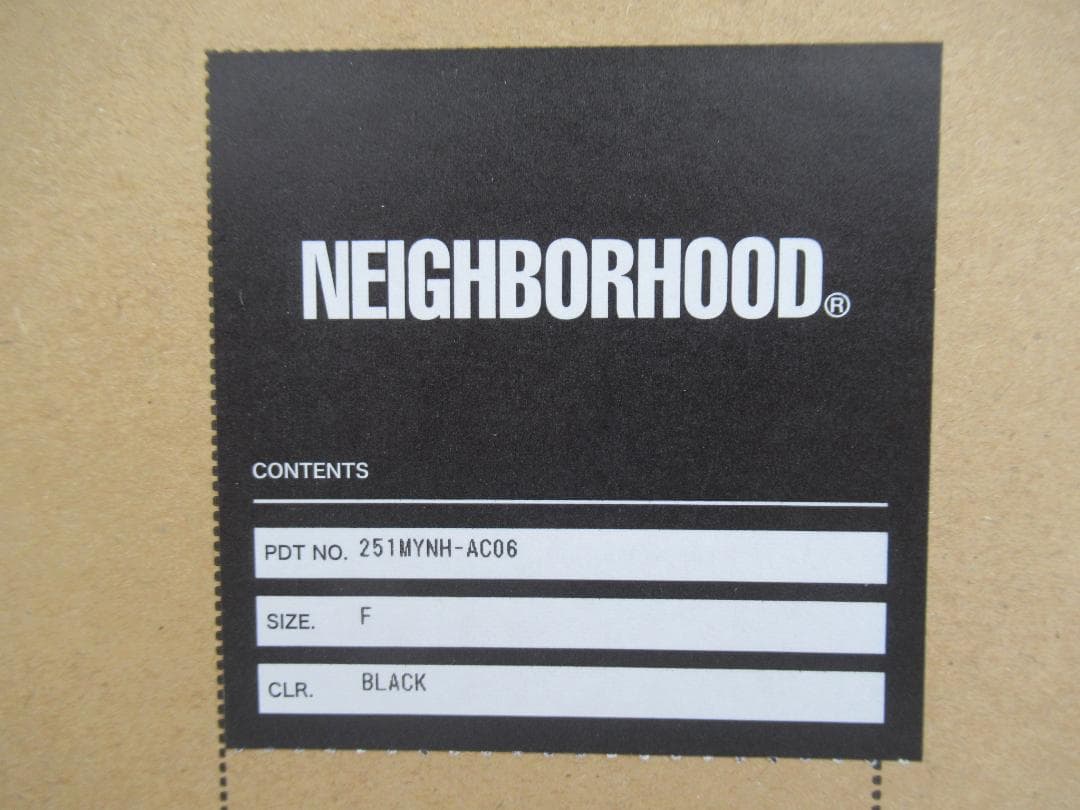 NEIGHBORHOOD®
CONTENTS
PDT NO. 251MYNH-AC06
SIZE. F
CLR. BLACK